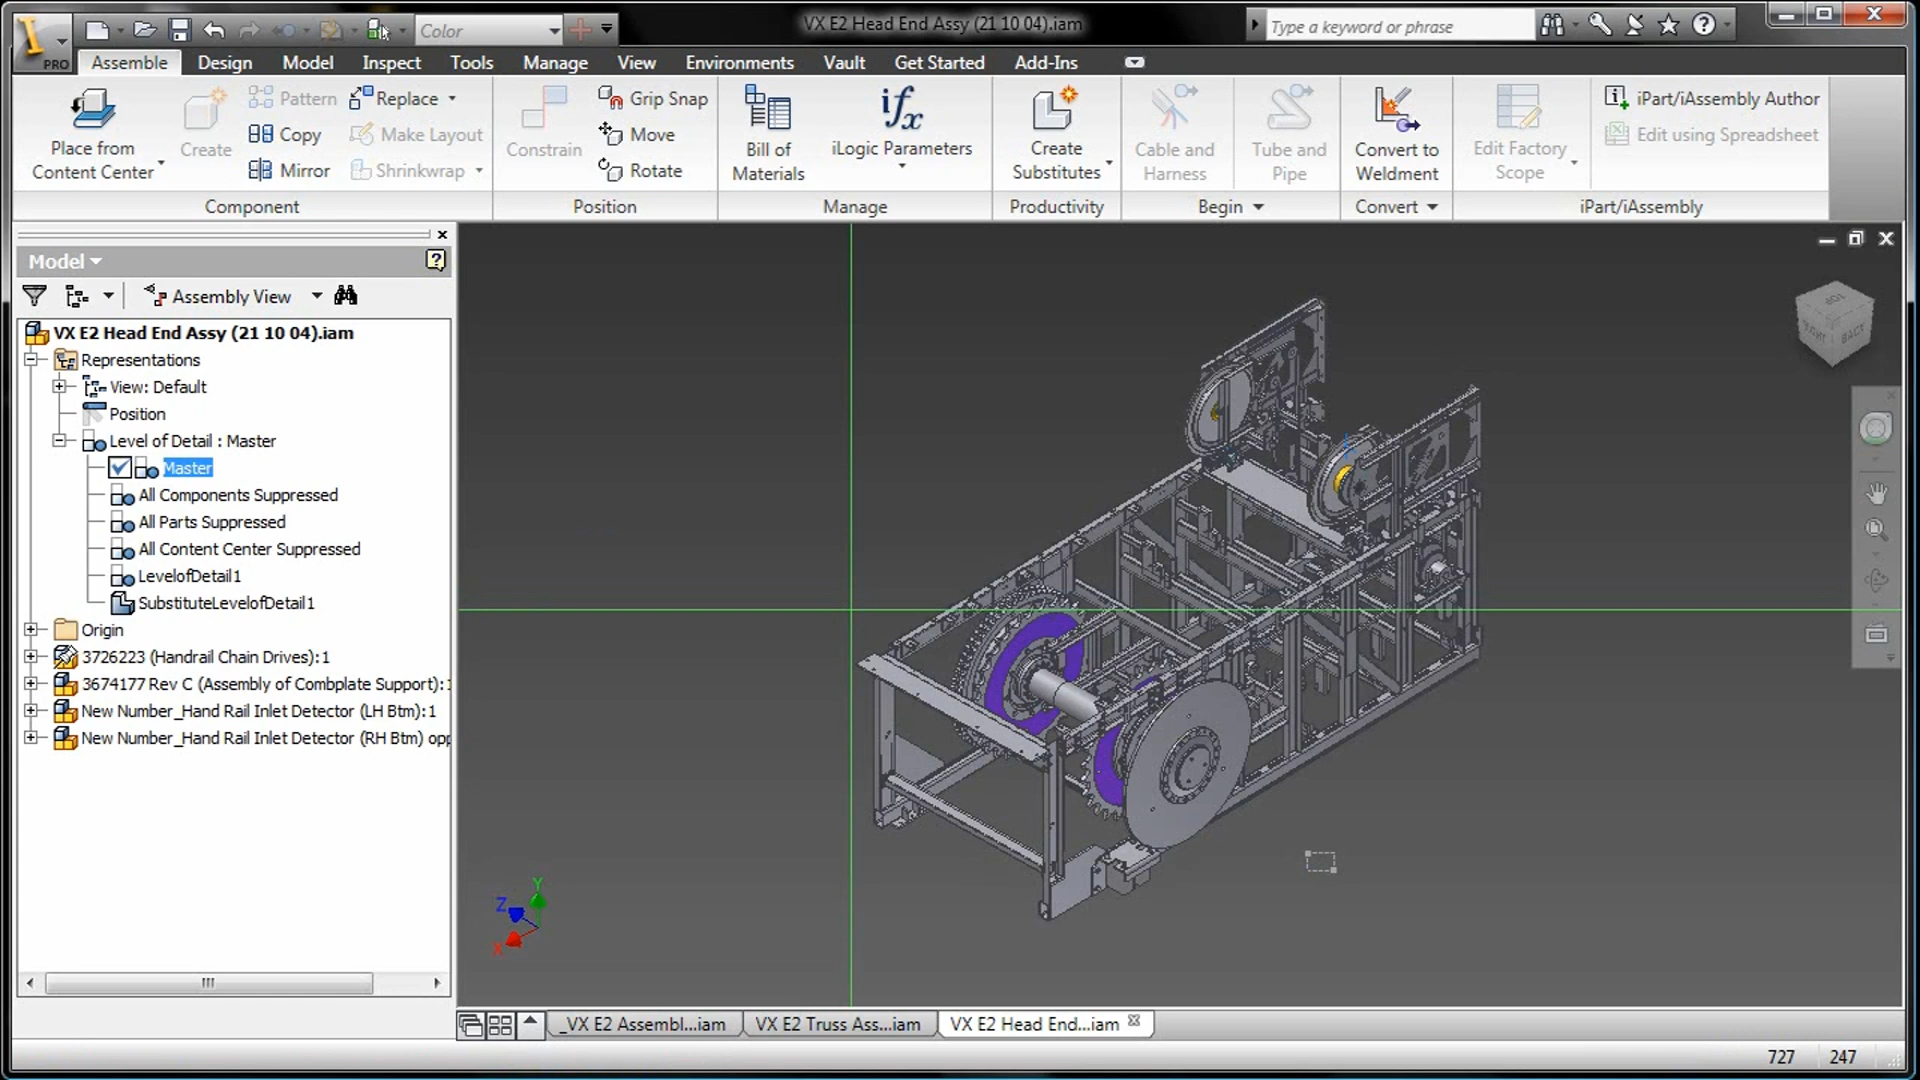 VX E2 Head End Assy (21 10 04).iam
Color
Type a keyword or phrase
PRO
Assemble Design Model Inspect Tools Manage View Environments Vault Get Started Add-Ins
Place from
Content Center
Create
Pattern
Copy
Mirror
Replace
Make Layout
Shrinkwrap
Component
Constrain
Grip Snap
Move
Rotate
Position
Bill of
Materials
iLogic Parameters
Manage
Create
Substitutes
Productivity
Cable and
Harness
Tube and
Pipe
Begin
Convert to
Weldment
Convert
Edit Factory
Scope
iPart/iAssembly Author
Edit using Spreadsheet
iPart/iAssembly
Model
Assembly View
VX E2 Head End Assy (21 10 04).iam
Representations
View: Default
Position
Level of Detail : Master
Master
All Components Suppressed
All Parts Suppressed
All Content Center Suppressed
LevelofDetail1
SubstituteLevelofDetail1
Origin
3726223 (Handrail Chain Drives):1
3674177 Rev C (Assembly of Combplate Support):1
New Number_Hand Rail Inlet Detector (LH Btm):1
New Number_Hand Rail Inlet Detector (RH Btm) opp
TOP
RIGHT BACK
Y
Z
X
_VX E2 Assembl...iam VX E2 Truss Ass...iam VX E2 Head End...iam
727 247